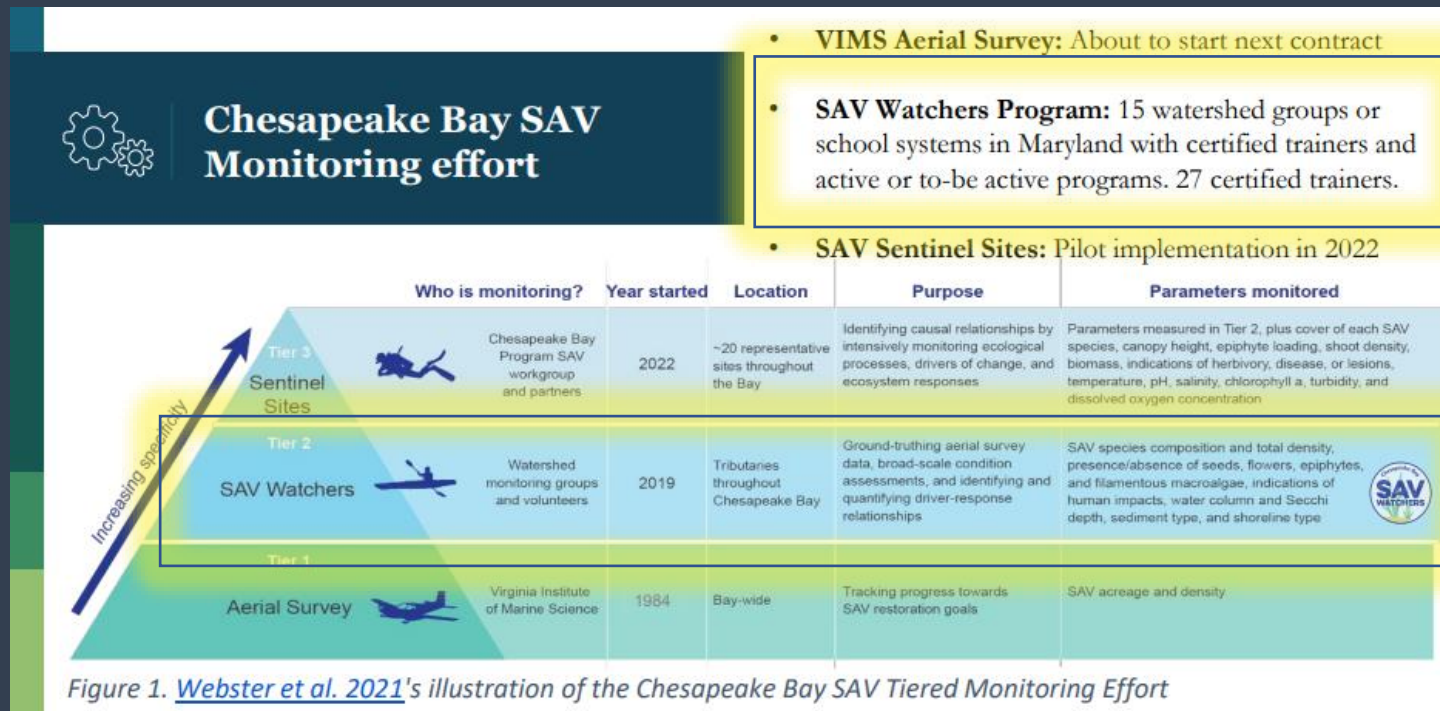 Chesapeake Bay SAV
Monitoring effort
• VIMS Aerial Survey: About to start next contract
• SAV Watchers Program: 15 watershed groups or
school systems in Maryland with certified trainers and
active or to-be active programs. 27 certified trainers.
• SAV Sentinel Sites: Pilot implementation in 2022
Who is monitoring? Year started Location Purpose Parameters monitored
Increasing specificity
Tier 3
Sentinel
Sites
Chesapeake Bay
Program SAV
workgroup
and partners
2022
~20 representative
sites throughout
the Bay
Identifying causal relationships by
intensively monitoring ecological
processes, drivers of change, and
ecosystem responses
Parameters measured in Tier 2, plus cover of each SAV
species, canopy height, epiphyte loading, shoot density,
biomass, indications of herbivory, disease, or lesions,
temperature, pH, salinity, chlorophyll a, turbidity, and
dissolved oxygen concentration
Tier 2
SAV Watchers
Watershed
monitoring groups
and volunteers
2019
Tributaries
throughout
Chesapeake Bay
Ground-truthing aerial survey
data, broad-scale condition
assessments, and identifying and
quantifying driver-response
relationships
SAV species composition and total density,
presence/absence of seeds, flowers, epiphytes,
and filamentous macroalgae, indications of
human impacts, water column and Secchi
depth, sediment type, and shoreline type
SAV
WATCHERS
Tier 1
Aerial Survey
Virginia Institute
of Marine Science
1984
Bay-wide
Tracking progress towards
SAV restoration goals
SAV acreage and density
Figure 1. Webster et al. 2021's illustration of the Chesapeake Bay SAV Tiered Monitoring Effort